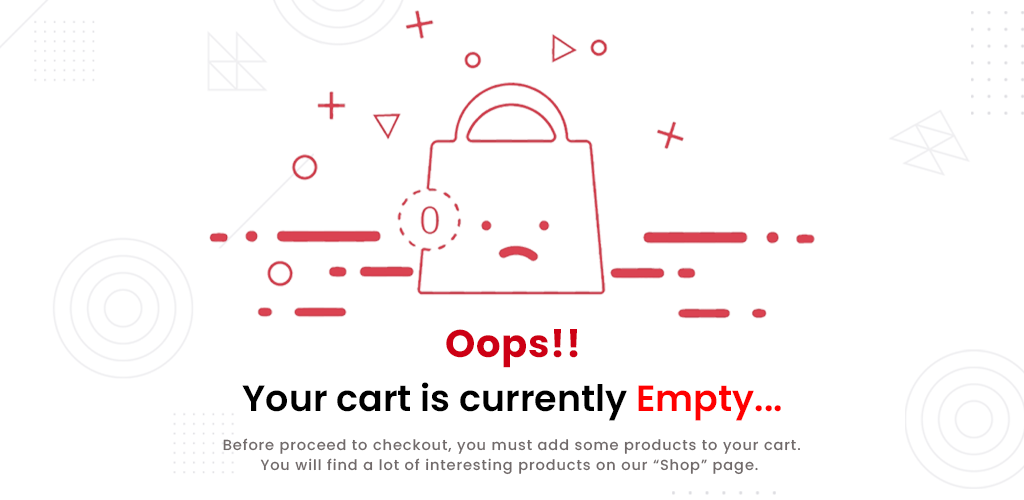 0
Oops!!
Your cart is currently Empty...
Before proceed to checkout, you must add some products to your cart.
You will find a lot of interesting products on our “Shop” page.